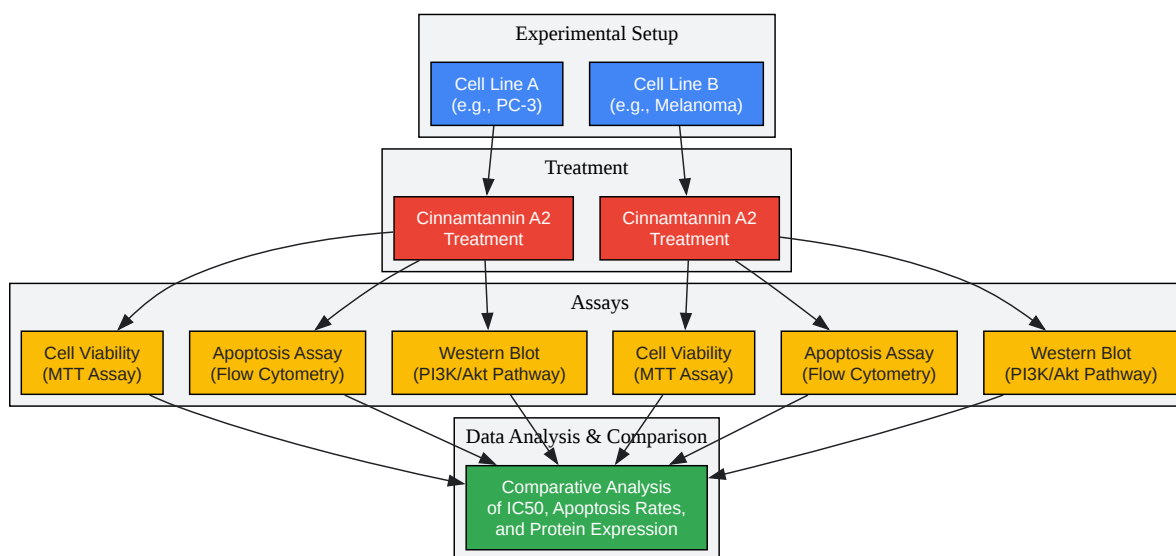 Experimental Setup
Cell Line A
(e.g., PC-3)
Cell Line B
(e.g., Melanoma)
Treatment
Cinnamtannin A2
Treatment
Cinnamtannin A2
Treatment
Assays
Cell Viability
(MTT Assay)
Apoptosis Assay
(Flow Cytometry)
Western Blot
(PI3K/Akt Pathway)
Cell Viability
(MTT Assay)
Apoptosis Assay
(Flow Cytometry)
Western Blot
(PI3K/Akt Pathway)
Data Analysis & Comparison
Comparative Analysis
of IC50, Apoptosis Rates,
and Protein Expression